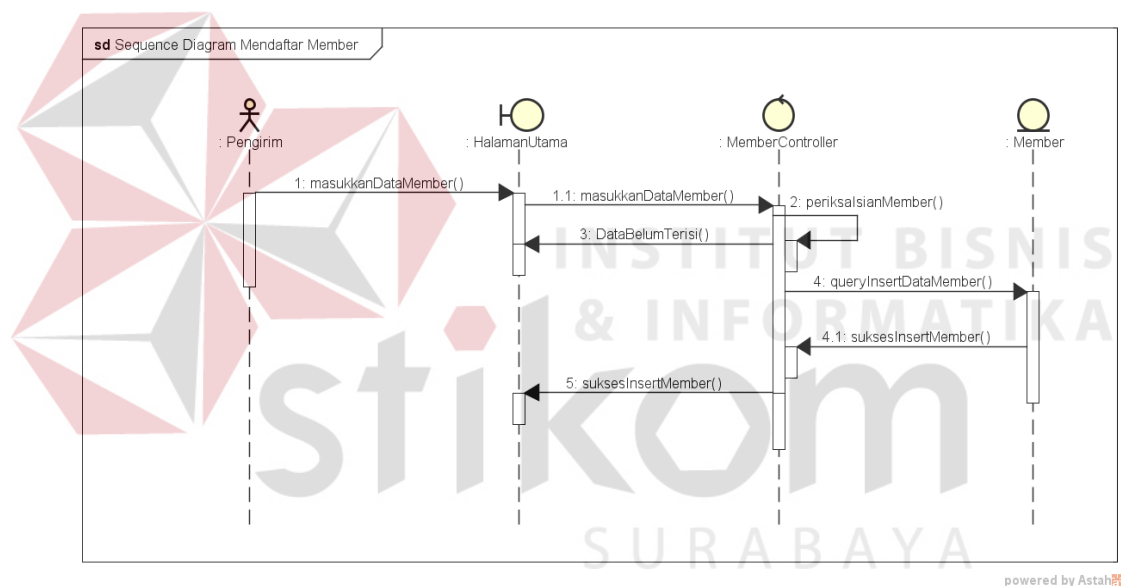 sd Sequence Diagram Mendaftar Member
: Pengirim
: HalamanUtama
: MemberController
: Member
1: masukkanDataMember()
1.1: masukkanDataMember()
2: periksaIsianMember()
3: DataBelumTerisi()
4: queryInsertDataMember()
4.1: suksesInsertMember()
5: suksesInsertMember()
INSTITUT BISNIS
& INFORMATIKA
stikom
SURABAYA
powered by Astah